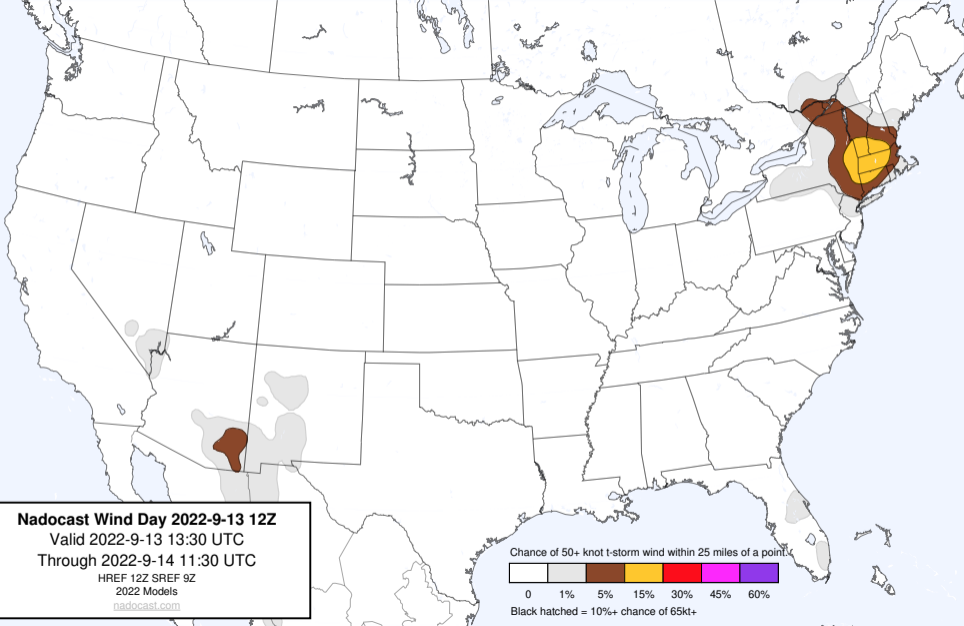 Nadocast Wind Day 2022-9-13 12Z
Valid 2022-9-13 13:30 UTC
Through 2022-9-14 11:30 UTC
HREF 12Z SREF 9Z
2022 Models
nadocast.com
Chance of 50+ knot t-storm wind within 25 miles of a point.
0 1% 5% 15% 30% 45% 60%
Black hatched = 10%+ chance of 65kt+